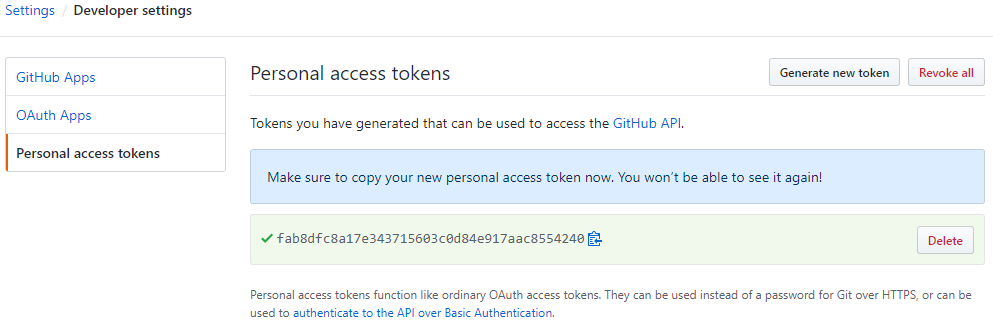 Settings / Developer settings
GitHub Apps
OAuth Apps
Personal access tokens
Personal access tokens
Generate new token
Revoke all
Tokens you have generated that can be used to access the GitHub API.
Make sure to copy your new personal access token now. You won't be able to see it again!
fab8dfc8a17e343715603c0d84e917aac8554240
Delete
Personal access tokens function like ordinary OAuth access tokens. They can be used instead of a password for Git over HTTPS, or can be
used to authenticate to the API over Basic Authentication.